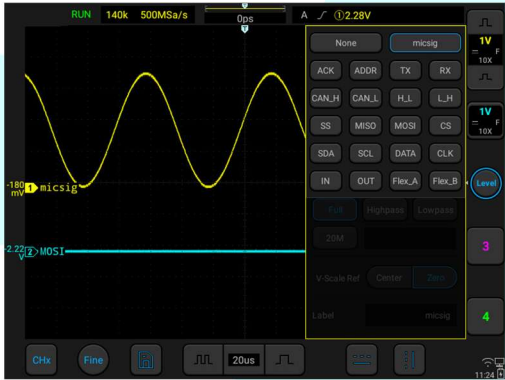 RUN 140k 500MSa/s 0ps A ①2.28V
T
None micsig
1V
F
10X
ACK ADDR TX RX
CAN_H CAN_L H_L L_H
1V
F
10X
SS MISO MOSI CS
SDA SCL DATA CLK
-180
mV
1 micsig
IN OUT Flex_A Flex_B
Level
Full Highpass Lowpass
20M
3
-2.22
V
2 MOSI
V-Scale Ref Center Zero
Label micsig
4
CHx Fine 20us
11:24